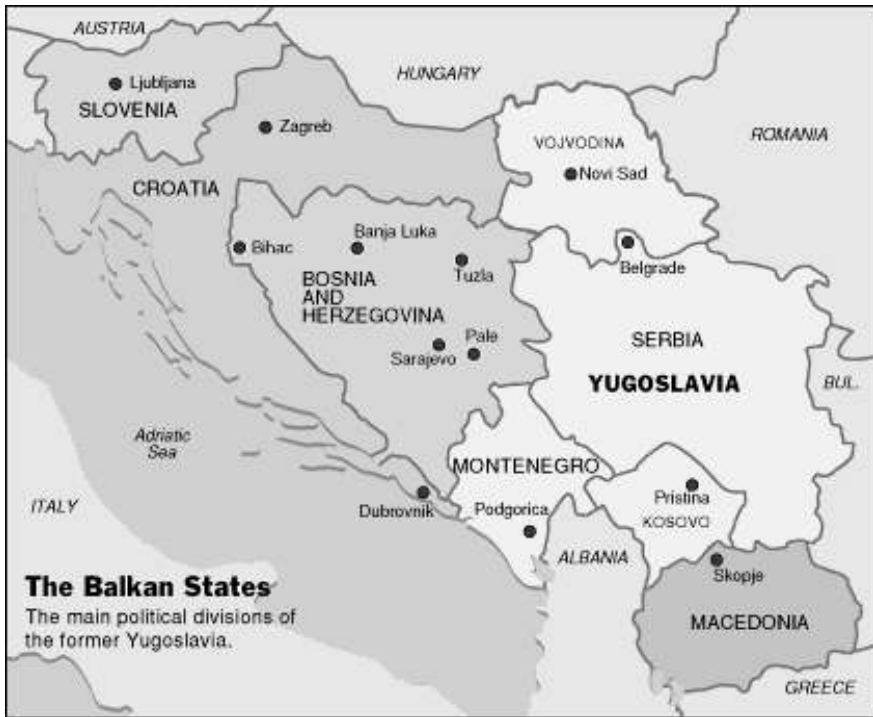 AUSTRIA
HUNGARY
Ljubljana
SLOVENIA
Zagreb
VOJVODINA
ROMANIA
Novi Sad
CROATIA
Banja Luka
Bihac
Tuzla
Belgrade
BOSNIA
AND
HERZEGOVINA
Pale
Sarajevo
SERBIA
YUGOSLAVIA
BUL.
Adriatic
Sea
MONTENEGRO
Pristina
ITALY
Dubrovnik
Podgorica
KOSOVO
ALBANIA
Skopje
The Balkan States
The main political divisions of
the former Yugoslavia.
MACEDONIA
GREECE